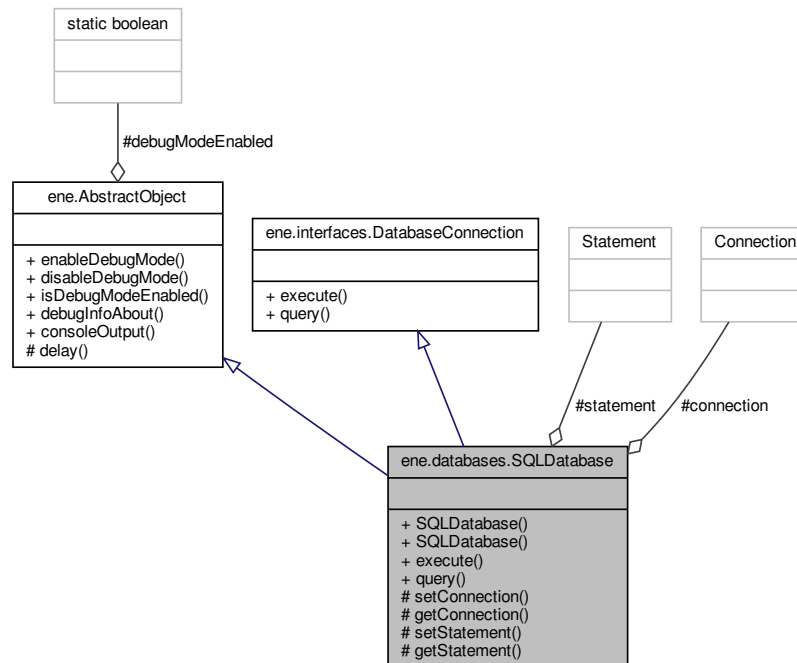 static boolean
#debugModeEnabled
ene.AbstractObject
+ enableDebugMode()
+ disableDebugMode()
+ isDebugModeEnabled()
+ debugInfoAbout()
+ consoleOutput()
# delay()
ene.interfaces.DatabaseConnection
+ execute()
+ query()
Statement
Connection
#statement
#connection
ene.databases.SQLDatabase
+ SQLDatabase()
+ SQLDatabase()
+ execute()
+ query()
# setConnection()
# getConnection()
# setStatement()
# getStatement()